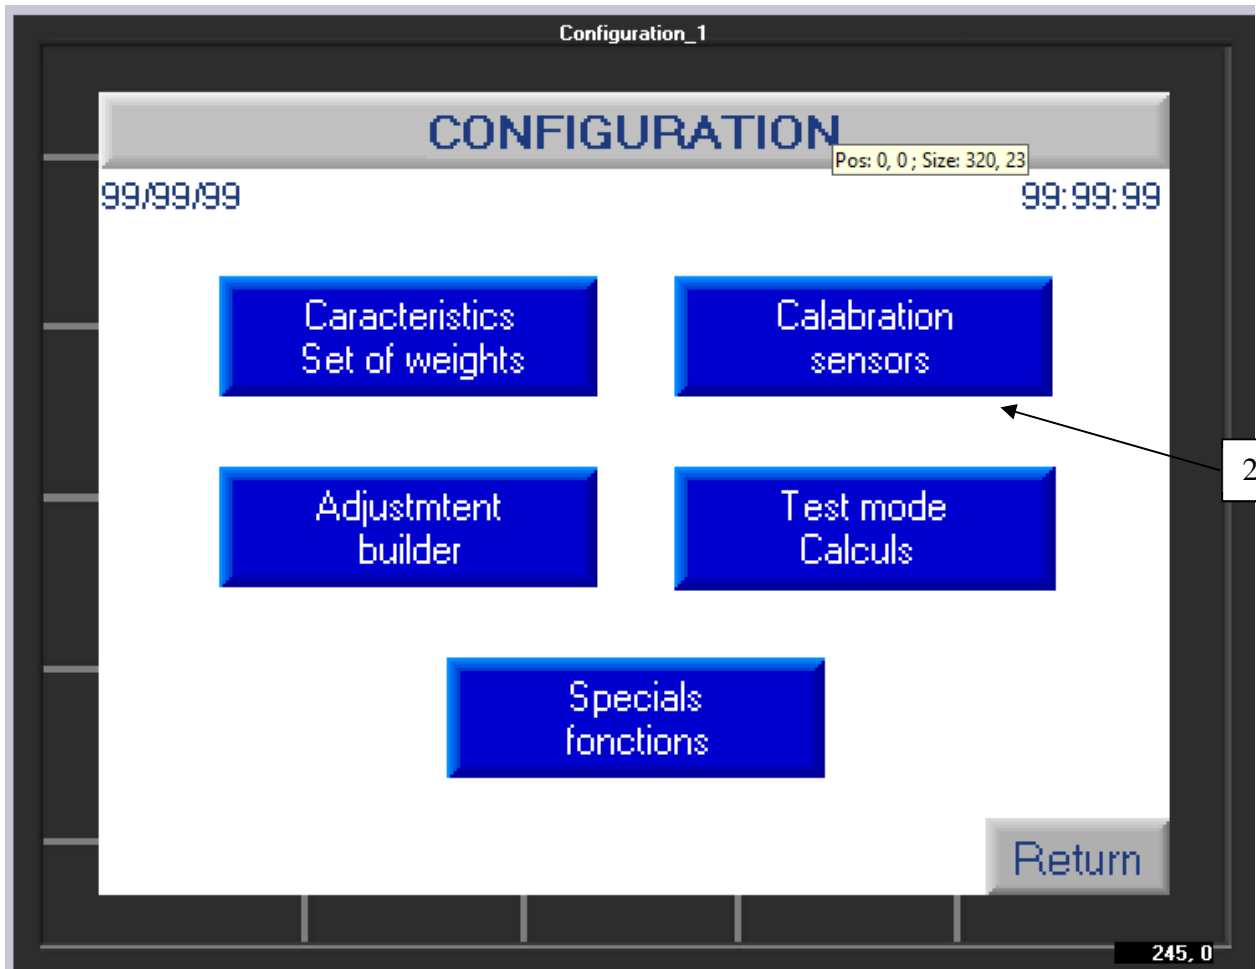 Configuration_1
CONFIGURATION
Pos: 0, 0 ; Size: 320, 23
99/99/99
99:99:99
Caracteristics
Set of weights
Calabration
sensors
2
Adjustmtent
builder
Test mode
Calculs
Specials
fonctions
Return
245, 0